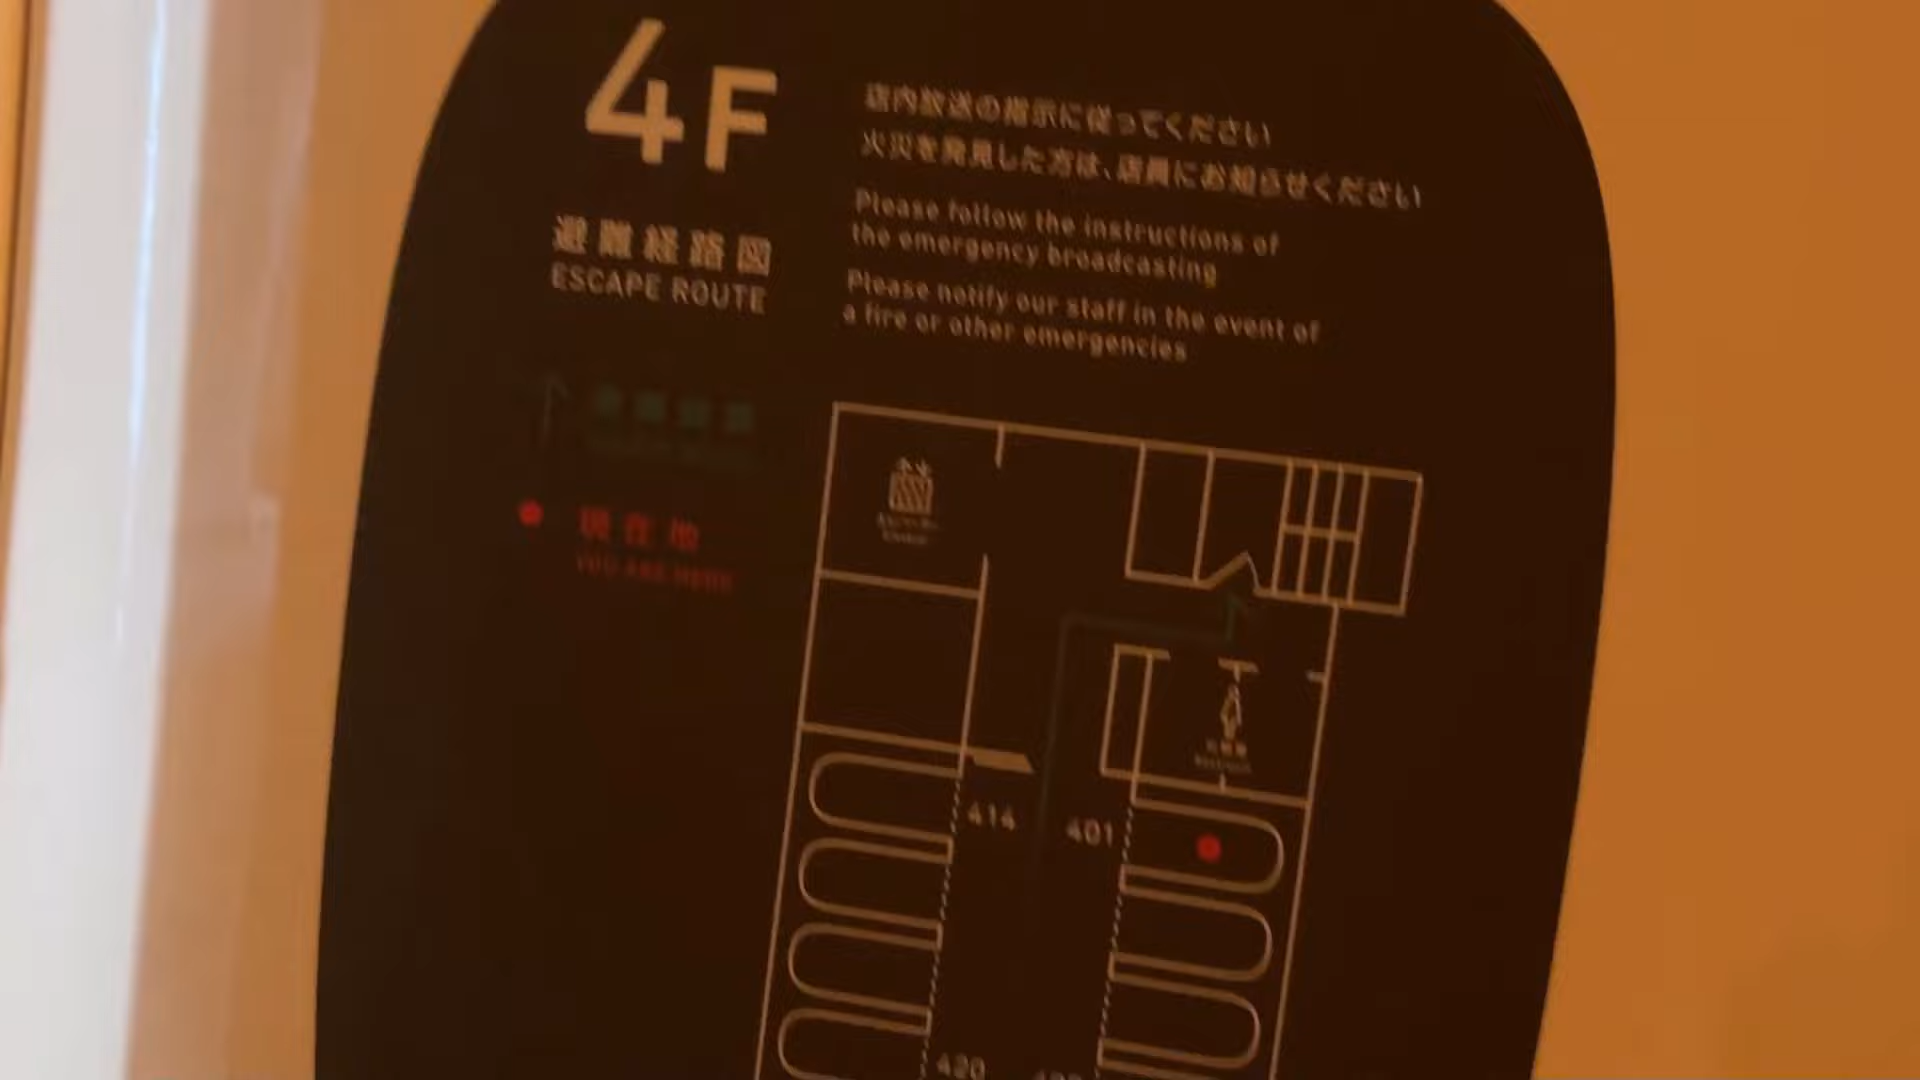 4F
店内放送の指示に従ってください
火災を発見した方は、店員にお知らせください
Please follow the instructions of
the emergency broadcasting
Please notify our staff in the event of
a fire or other emergencies
避難経路図
ESCAPE ROUTE
現在地
YOU ARE HERE
414
401
420